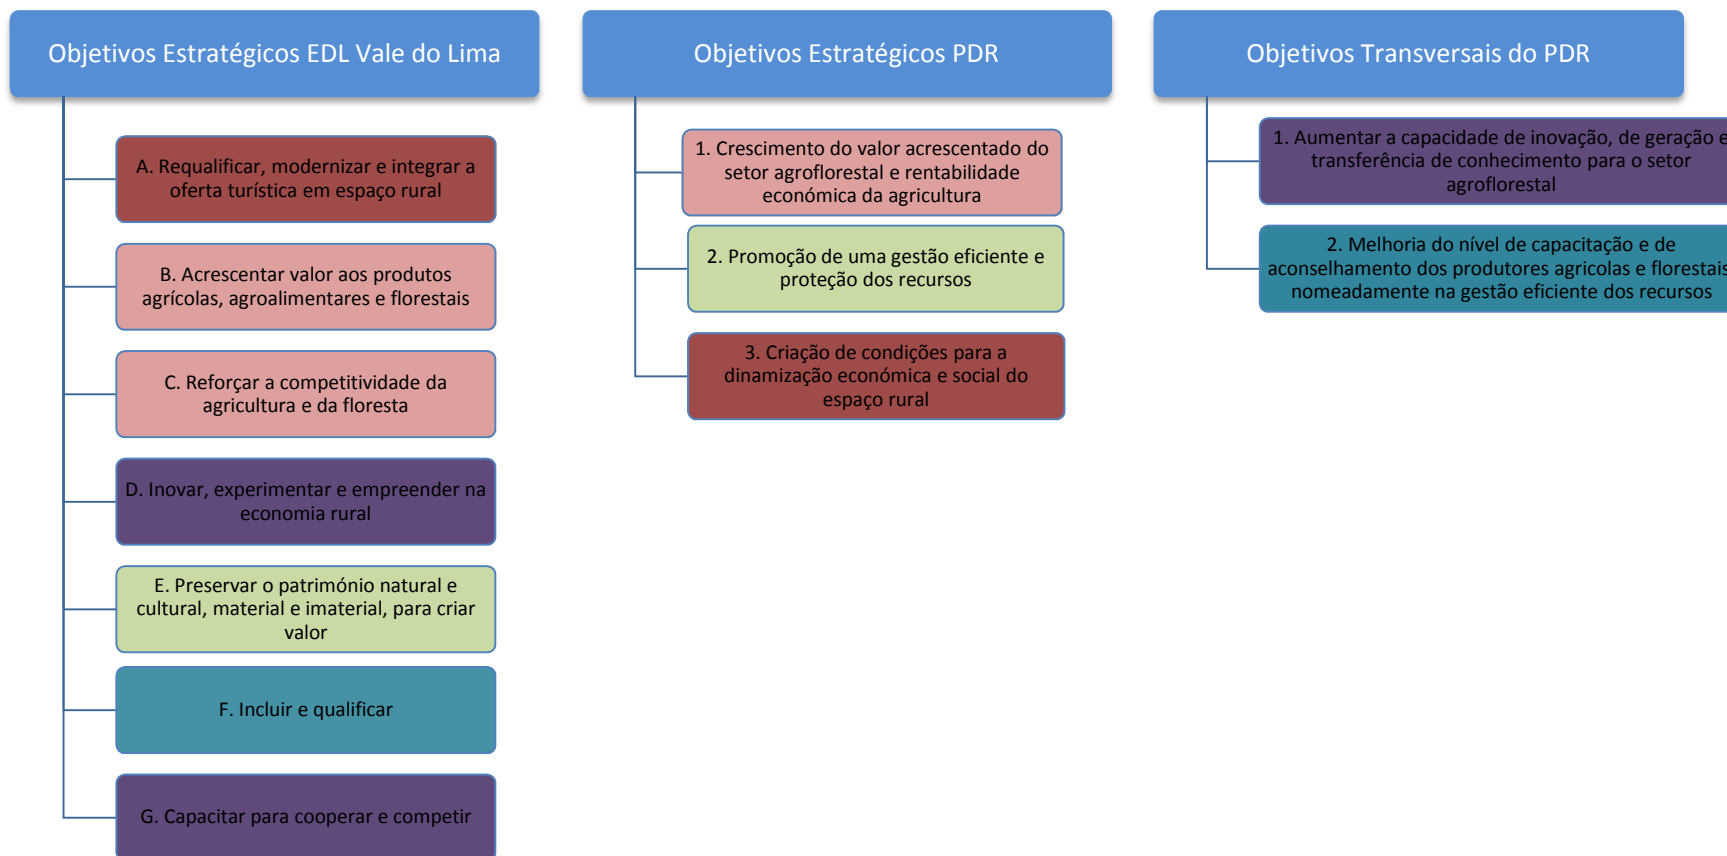 Objetivos Estratégicos EDL Vale do Lima
A. Requalificar, modernizar e integrar a
oferta turística em espaço rural
B. Acrescentar valor aos produtos
agrícolas, agroalimentares e florestais
C. Reforçar a competitividade da
agricultura e da floresta
D. Inovar, experimentar e empreender na
economia rural
E. Preservar o património natural e
cultural, material e imaterial, para criar
valor
F. Incluir e qualificar
G. Capacitar para cooperar e competir
Objetivos Estratégicos PDR
1. Crescimento do valor acrescentado do
setor agroflorestal e rentabilidade
económica da agricultura
2. Promoção de uma gestão eficiente e
proteção dos recursos
3. Criação de condições para a
dinamização económica e social do
espaço rural
Objetivos Transversais do PDR
1. Aumentar a capacidade de inovação, de geração e
transferência de conhecimento para o setor
agroflorestal
2. Melhoria do nível de capacitação e de
aconselhamento dos produtores agricolas e florestais
nomeadamente na gestão eficiente dos recursos